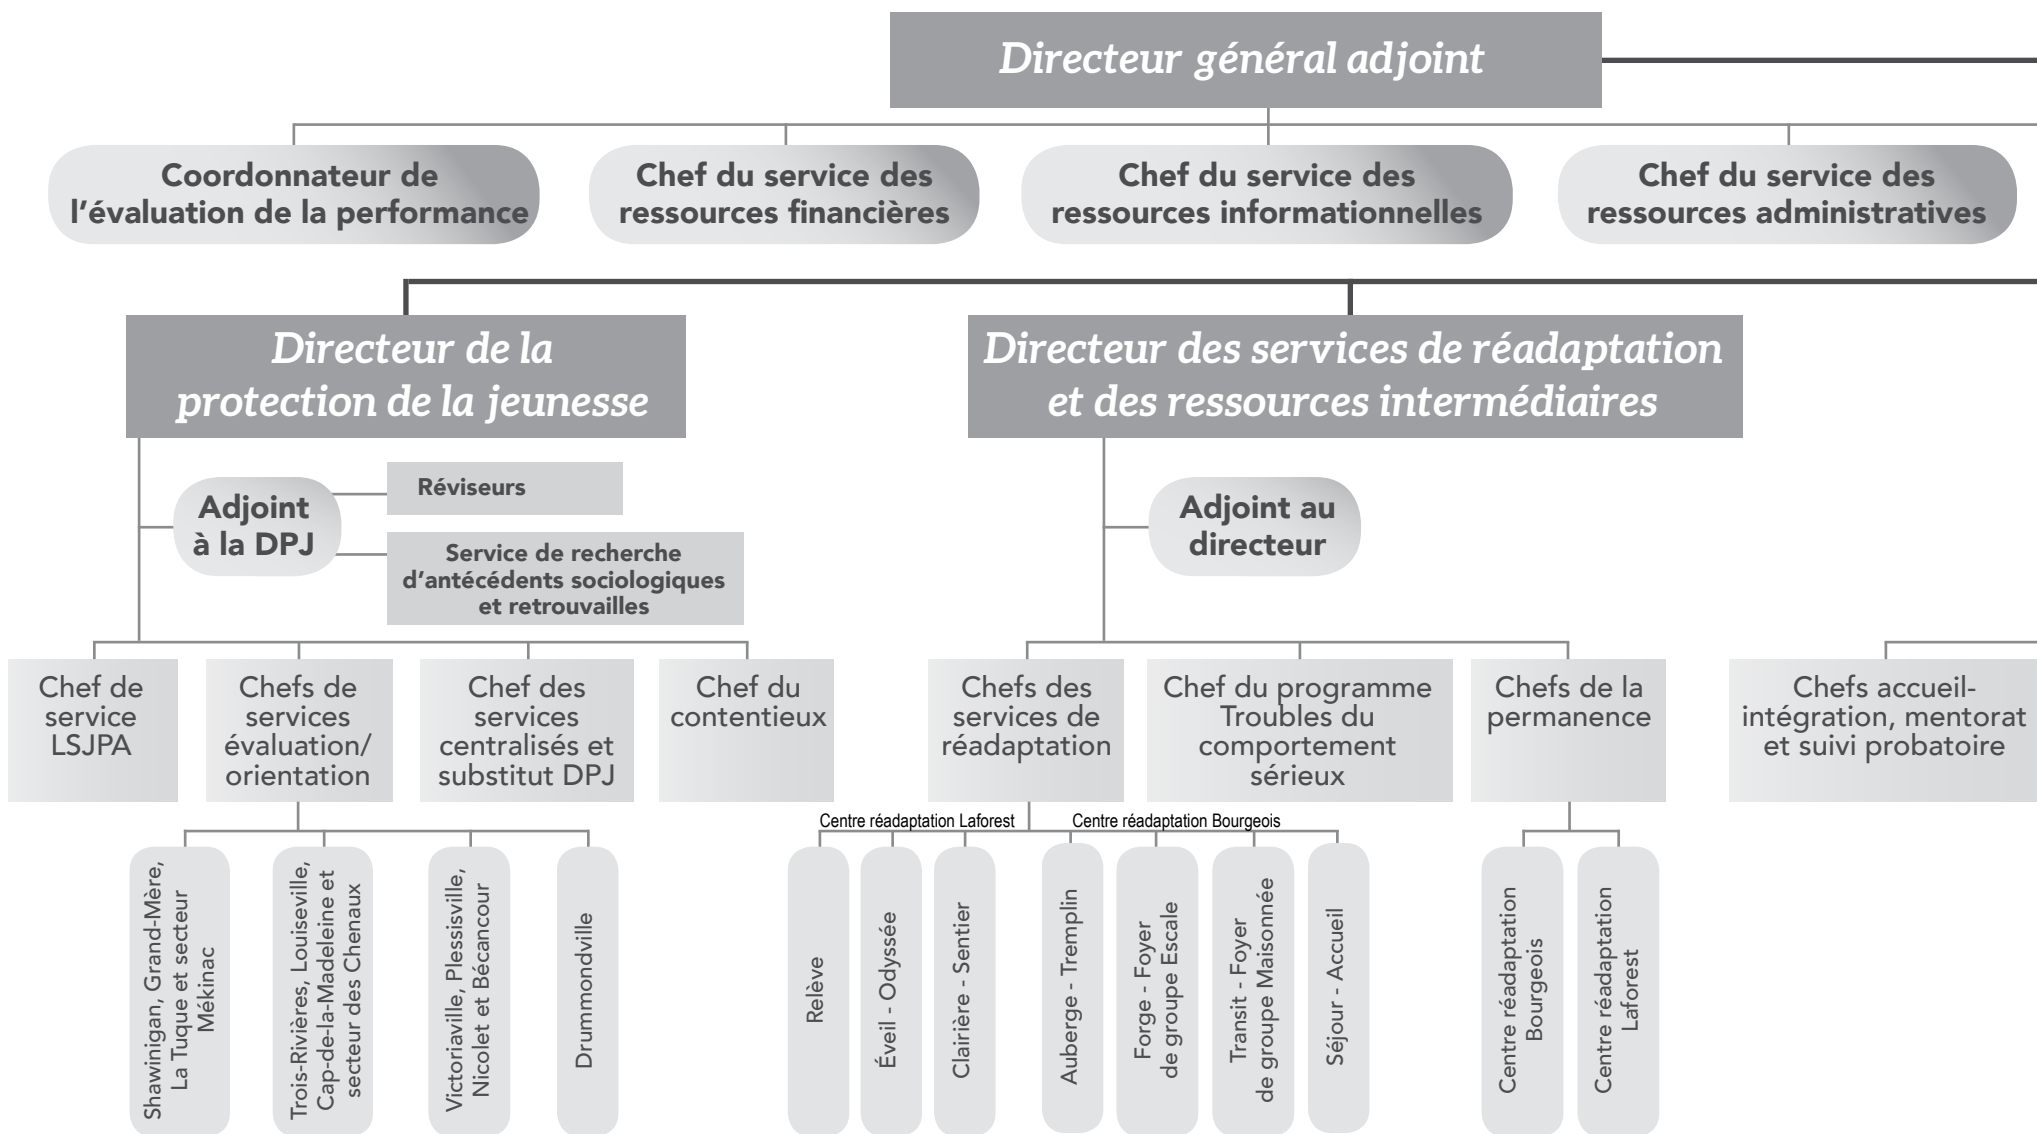 Directeur général adjoint
Coordonnateur de
l'évaluation de la performance
Chef du service des
ressources financières
Chef du service des
ressources informationnelles
Chef du service des
ressources administratives
Directeur de la
protection de la jeunesse
Directeur des services de réadaptation
et des ressources intermédiaires
Adjoint
à la DPJ
Réviseurs
Service de recherche
d'antécédents sociologiques
et retrouvailles
Adjoint au
directeur
Chef de
service
LSJPA
Chefs de
services
évaluation/
orientation
Chef des
services
centralisés et
substitut DPJ
Chef du
contentieux
Chefs des
services de
réadaptation
Chef du programme
Troubles du
comportement
sérieux
Chefs de la
permanence
Chefs accueil-
intégration, mentorat
et suivi probatoire
Centre réadaptation Laforest
Centre réadaptation Bourgeois
Shawinigan, Grand-Mère,
La Tuque et secteur
Mékinac
Trois-Rivières, Louiseville,
Cap-de-la-Madeleine et
secteur des Chenaux
Victoriaville, Plessisville,
Nicolet et Bécancour
Drummondville
Relève
Éveil - Odyssée
Clairière - Sentier
Auberge - Tremplin
Forge - Foyer
de groupe Escale
Transit - Foyer
de groupe Maisonnée
Séjour - Accueil
Centre réadaptation
Bourgeois
Centre réadaptation
Laforest